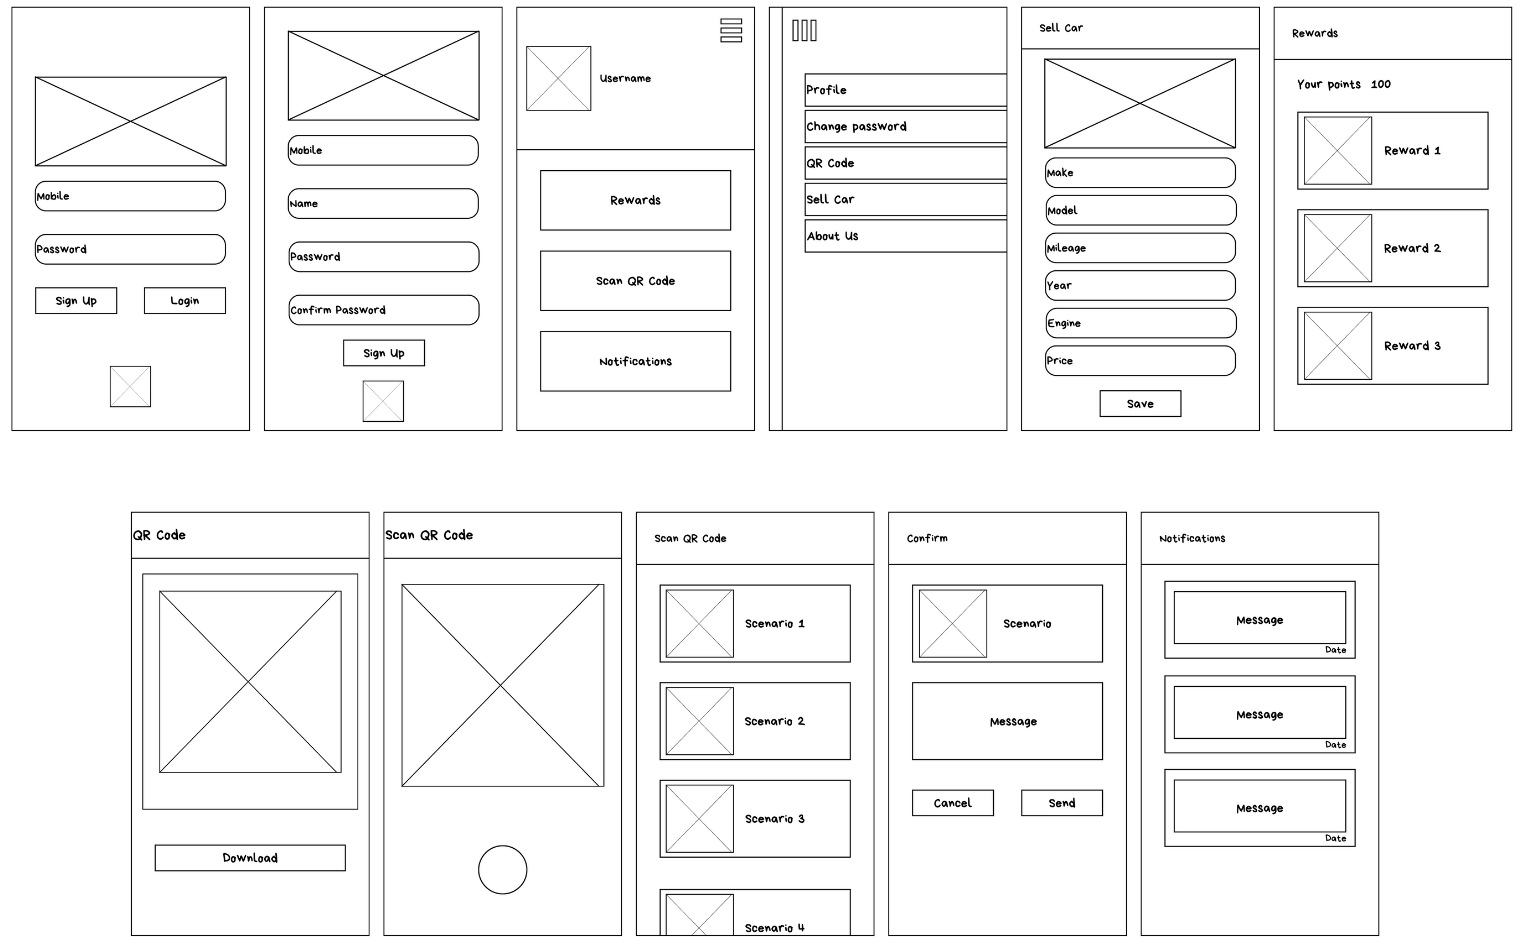 Mobile
Password
Sign Up
Login
Mobile
Name
Password
Confirm Password
Sign Up
Username
Rewards
Scan QR Code
Notifications
Profile
Change password
QR Code
Sell Car
About Us
Sell Car
Make
Model
Mileage
Year
Engine
Price
Save
Rewards
Your points 100
Reward 1
Reward 2
Reward 3
QR Code
Download
Scan QR Code
Scan QR Code
Scenario 1
Scenario 2
Scenario 3
Scenario 4
Confirm
Scenario
Message
Cancel
Send
Notifications
Message
Date
Message
Date
Message
Date